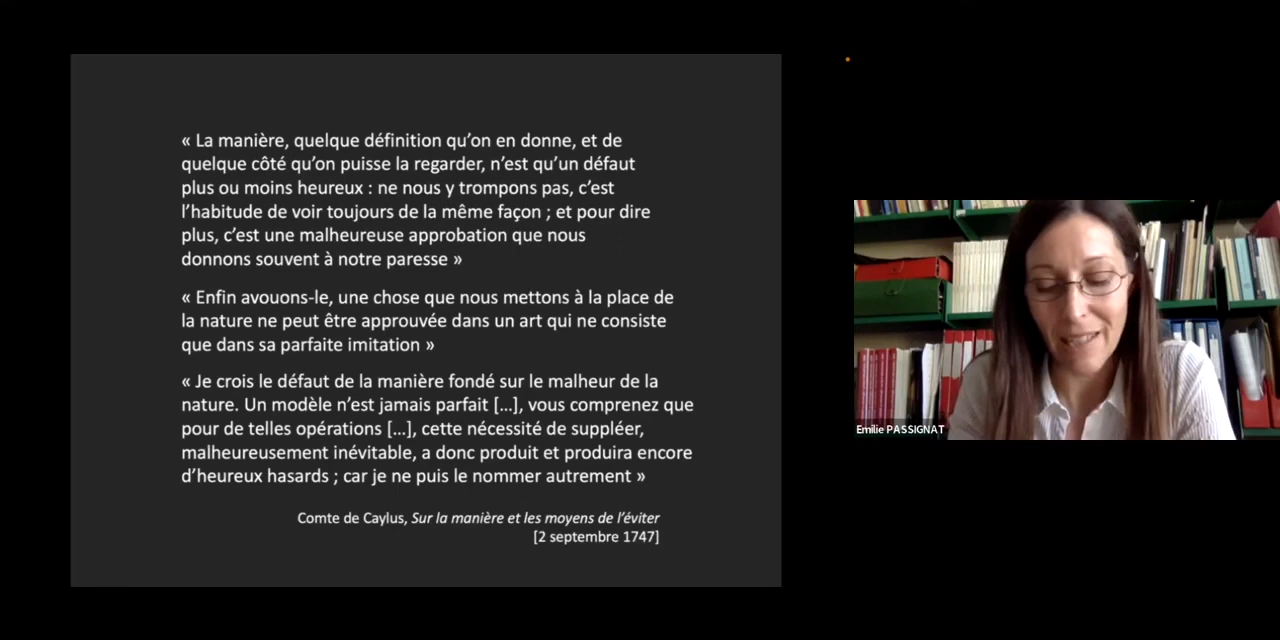 « La manière, quelque définition qu’on en donne, et de
quelque côté qu’on puisse la regarder, n’est qu’un défaut
plus ou moins heureux : ne nous y trompons pas, c’est
l’habitude de voir toujours de la même façon ; et pour dire
plus, c’est une malheureuse approbation que nous
donnons souvent à notre paresse »
« Enfin avouons-le, une chose que nous mettons à la place de
la nature ne peut être approuvée dans un art qui ne consiste
que dans sa parfaite imitation »
« Je crois le défaut de la manière fondé sur le malheur de la
nature. Un modèle n’est jamais parfait […], vous comprenez que
pour de telles opérations […], cette nécessité de suppléer,
malheureusement inévitable, a donc produit et produira encore
d’heureux hasards ; car je ne puis le nommer autrement »
Comte de Caylus, Sur la manière et les moyens de l’éviter
[2 septembre 1747]
Emilie PASSIGNAT